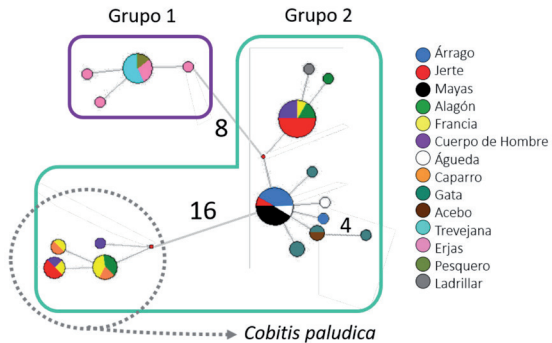 Grupo 1
Grupo 2
8
16
4
Cobitis paludica
Árrago
Jerte
Mayas
Alagón
Francia
Cuerpo de Hombre
Águeda
Caparro
Gata
Acebo
Trevejana
Erjas
Pesquero
Ladrillar